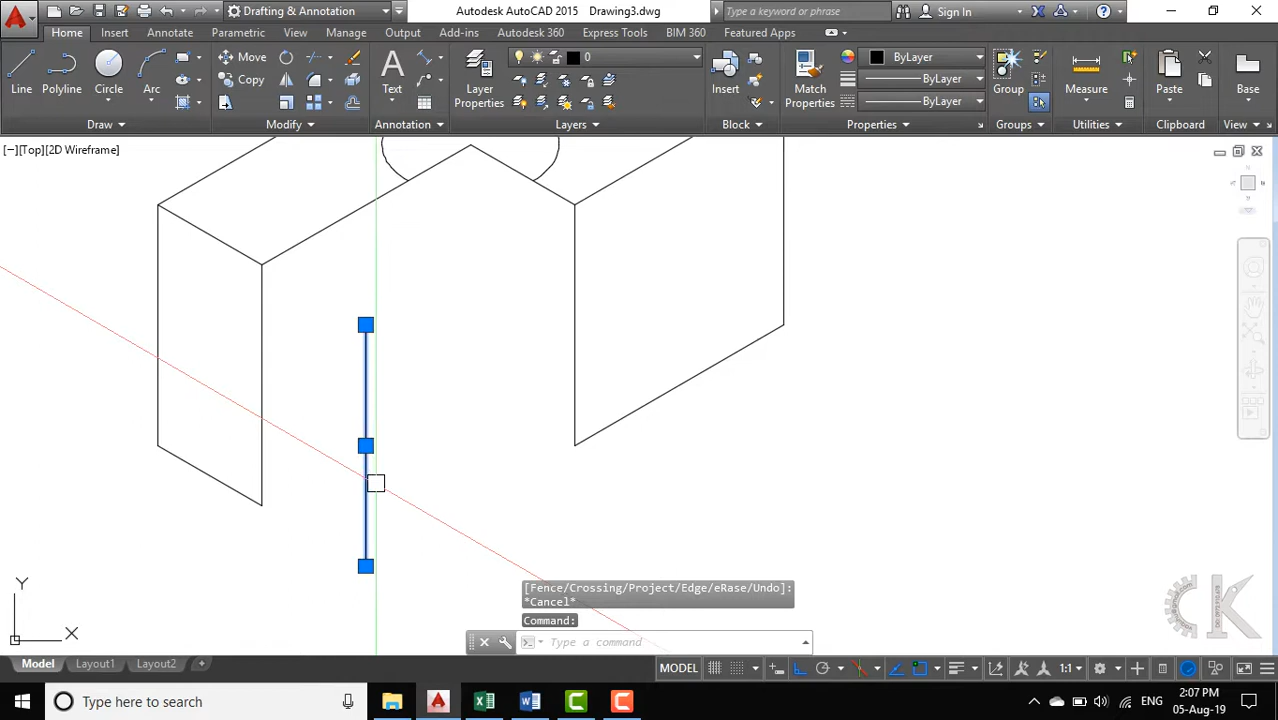 Autodesk AutoCAD 2015 Drawing3.dwg
Drafting & Annotation
Type a keyword or phrase
Sign In
Home Insert Annotate Parametric View Manage Output Add-ins Autodesk 360 Express Tools BIM 360 Featured Apps
Line Polyline Circle Arc
Move
Copy
Text
Layer Properties
0
Insert
Match Properties
ByLayer
ByLayer
ByLayer
Group
Measure
Paste
Base
Draw Modify Annotation Layers Block Properties Groups Utilities Clipboard View
[−][Top][2D Wireframe]
Y
X
[Fence/Crossing/Project/Edge/eRase/Undo]:
*Cancel*
Command:
Type a command
Model Layout1 Layout2 +
MODEL
1:1
Type here to search
ENG
2:07 PM
05-Aug-19